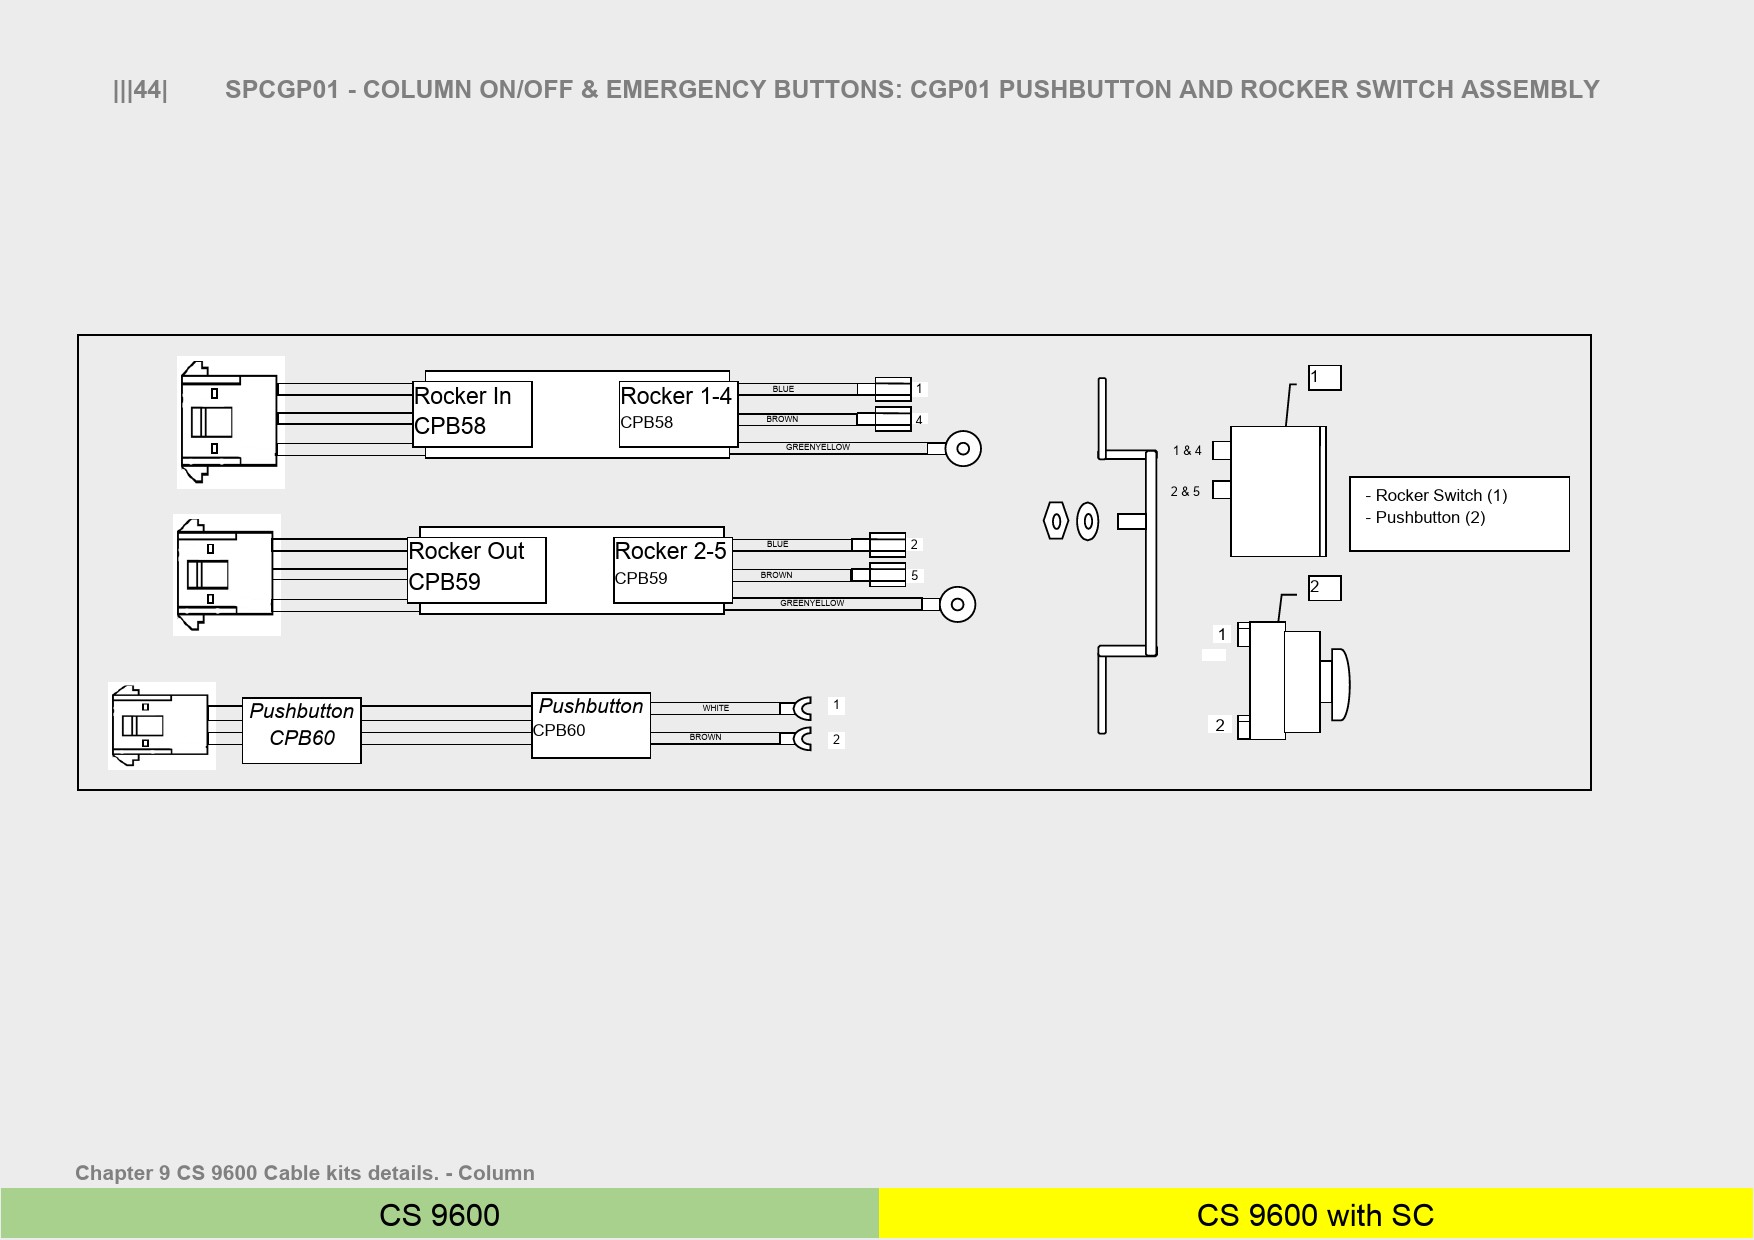 |||44| SPCGP01 - COLUMN ON/OFF & EMERGENCY BUTTONS: CGP01 PUSHBUTTON AND ROCKER SWITCH ASSEMBLY
Rocker In
CPB58
Rocker 1-4
CPB58
BLUE
1
BROWN
4
GREENYELLOW
Rocker Out
CPB59
Rocker 2-5
CPB59
BLUE
2
BROWN
5
GREENYELLOW
Pushbutton
CPB60
Pushbutton
CPB60
WHITE
1
BROWN
2
1
1 & 4
2 & 5
- Rocker Switch (1)
- Pushbutton (2)
2
1
2
Chapter 9 CS 9600 Cable kits details. - Column
CS 9600
CS 9600 with SC